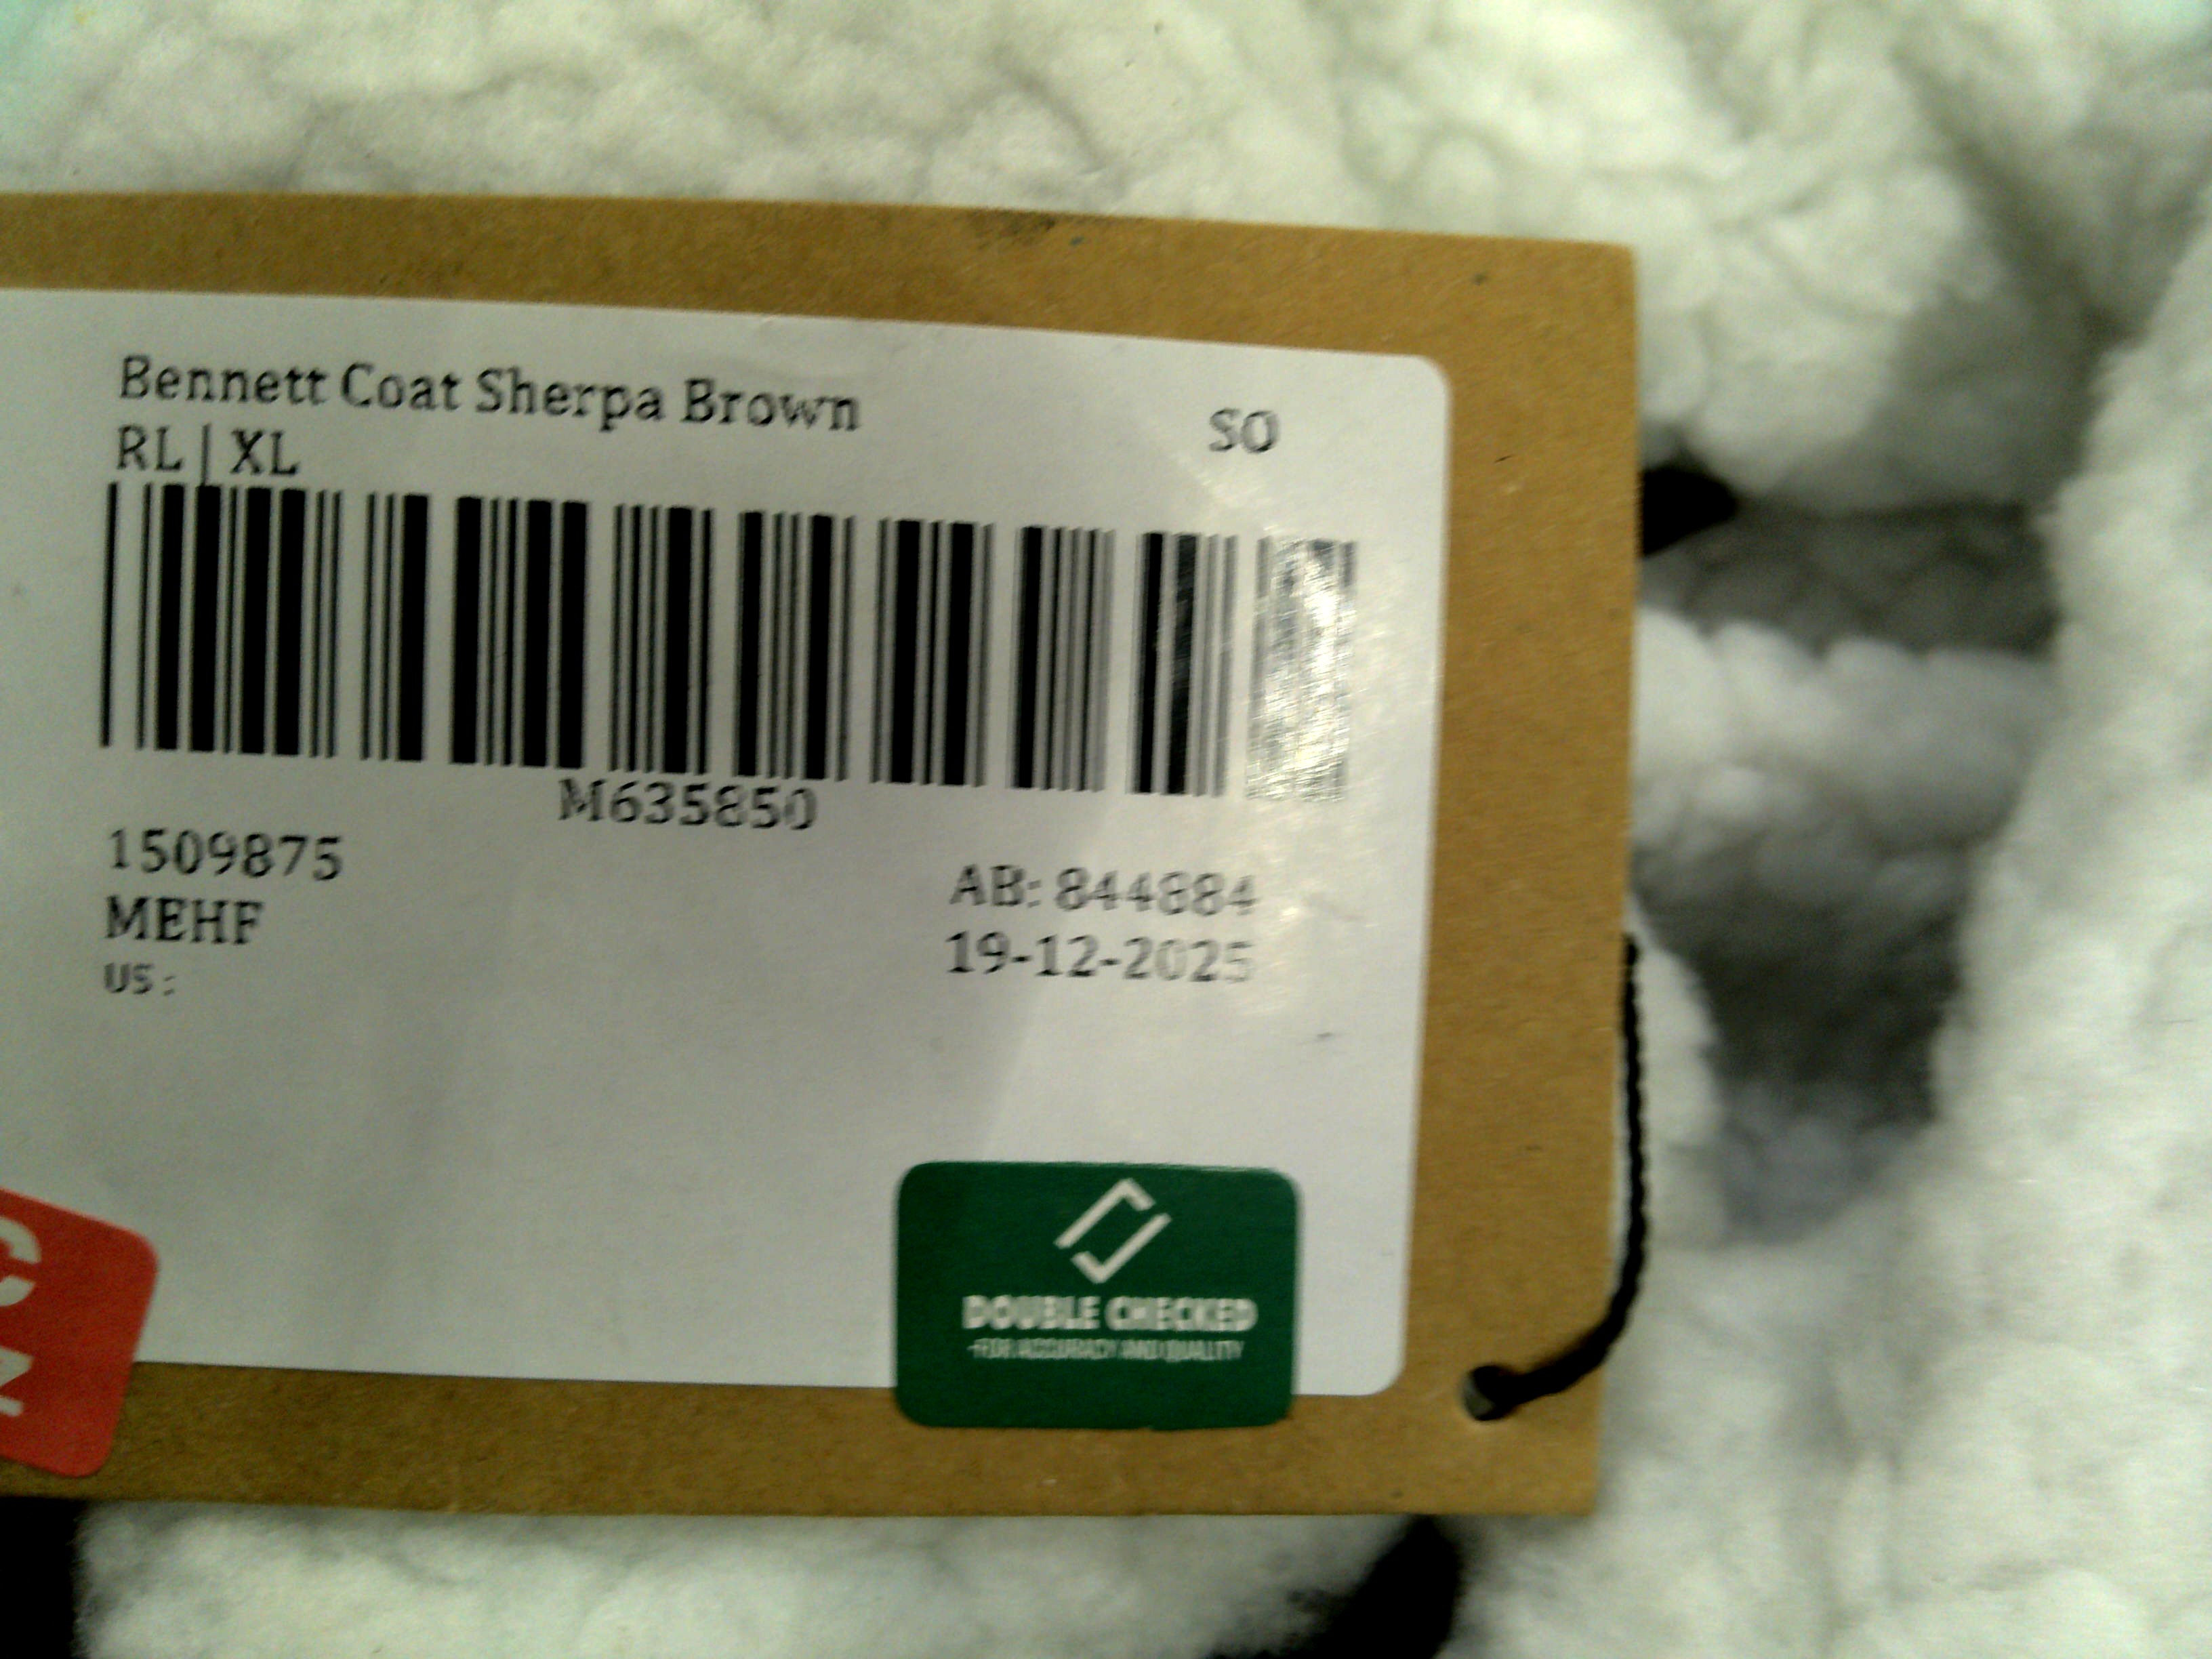 Bennett Coat Sherpa Brown
RL | XL
SO
M635850
1509875
MEHF
US :
AB: 844884
19-12-2025
DOUBLE CHECKED
-FOR ACCURACY AND QUALITY